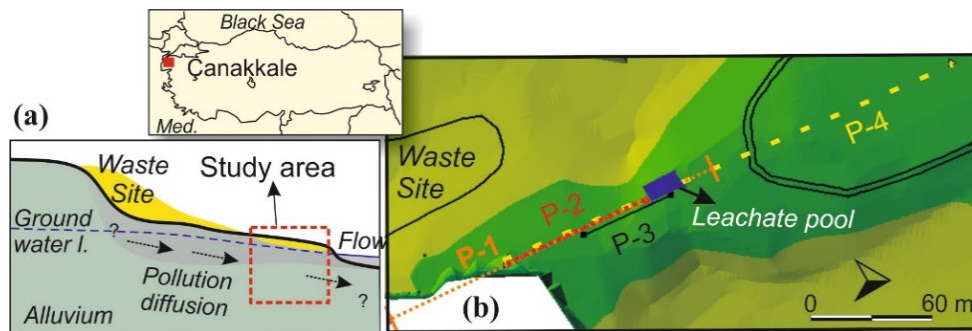 Black Sea
Çanakkale
Med.
(a)
Waste
Site
Study area
Ground
water l.
Flow
?
Pollution
diffusion
?
Alluvium
Waste
Site
P-4
P-2
Leachate pool
P-3
P-1
(b)
0 60 m